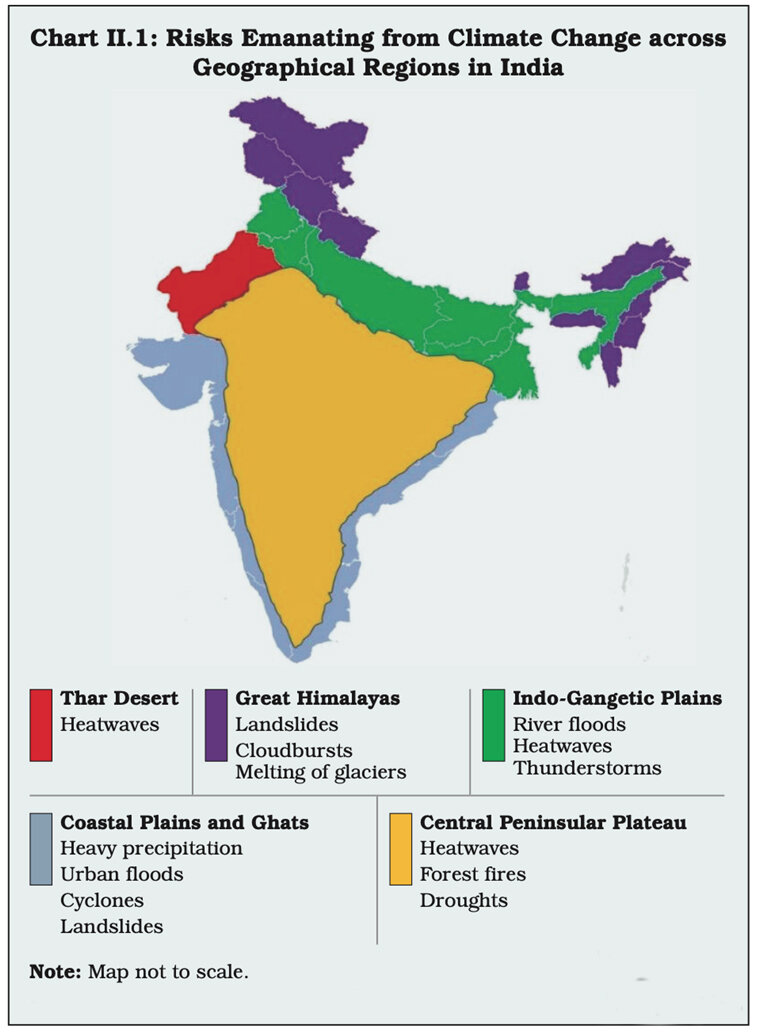 Chart II.1: Risks Emanating from Climate Change across
Geographical Regions in India
Thar Desert
Heatwaves
Great Himalayas
Landslides
Cloudbursts
Melting of glaciers
Indo-Gangetic Plains
River floods
Heatwaves
Thunderstorms
Coastal Plains and Ghats
Heavy precipitation
Urban floods
Cyclones
Landslides
Central Peninsular Plateau
Heatwaves
Forest fires
Droughts
Note: Map not to scale.